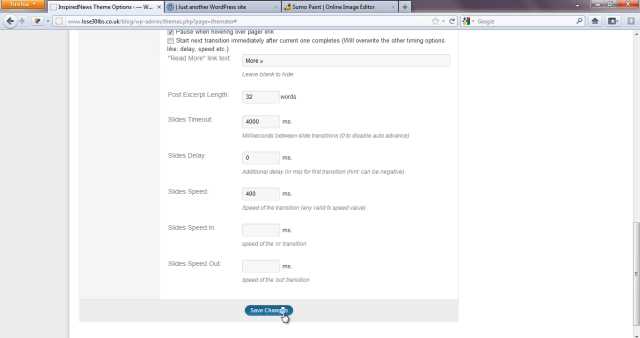 Firefox
InspiredNews Theme Options ‹ — W...
Just another WordPress site
Sumo Paint | Online Image Editor
www.lose30lbs.co.uk/blog/wp-admin/themes.php?page=themater#
Google
Pause when hovering over pager link
Start next transition immediately after current one completes (Will overwrite the other timing options
like: delay, speed etc.)
"Read More" link text:
More »
Leave blank to hide
Post Excerpt Length:
32 words
Slides Timeout:
4000 ms.
Milliseconds between slide transitions (0 to disable auto advance)
Slides Delay:
0 ms.
Additional delay (in ms) for first transition (hint: can be negative)
Slides Speed:
400 ms.
Speed of the transition (any valid fx speed value)
Slides Speed In:
ms.
speed of the 'in' transition
Slides Speed Out:
ms.
speed of the 'out' transition
Save Changes